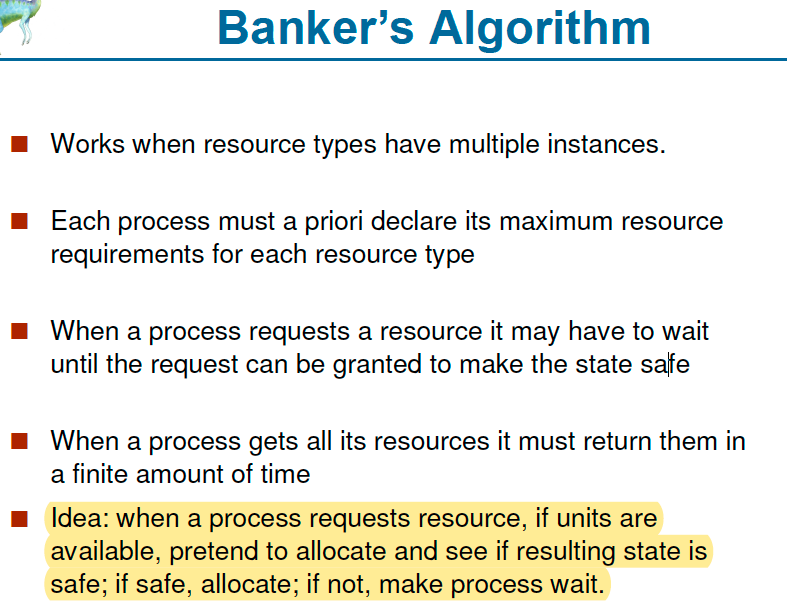 Banker's Algorithm
Works when resource types have multiple instances.
Each process must a priori declare its maximum resource
requirements for each resource type
When a process requests a resource it may have to wait
until the request can be granted to make the state safe
When a process gets all its resources it must return them in
a finite amount of time
Idea: when a process requests resource, if units are
available, pretend to allocate and see if resulting state is
safe; if safe, allocate; if not, make process wait.